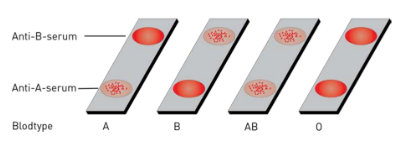 Anti-B-serum
Anti-A-serum
Blodtype A B AB O